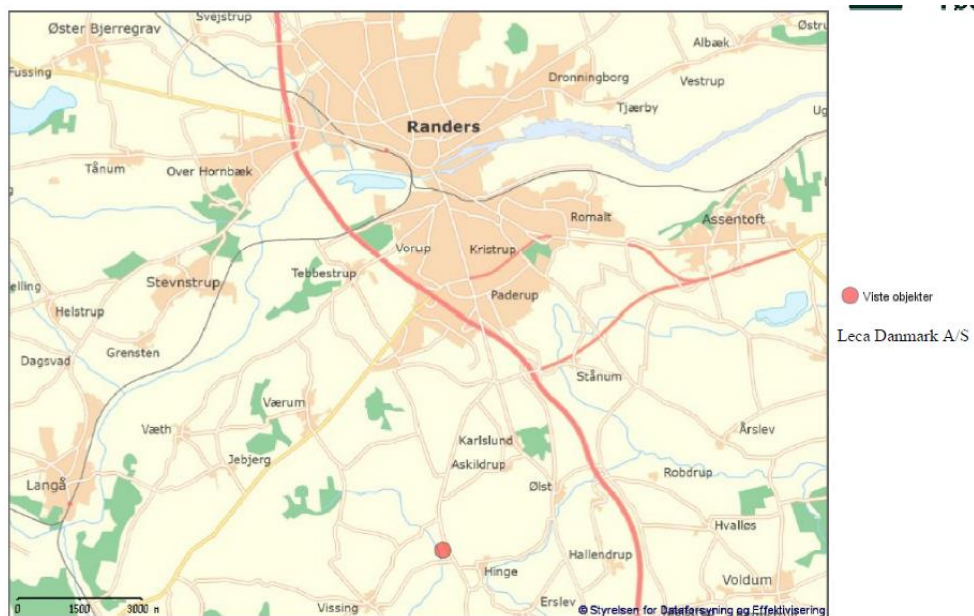 Svejstrup
Øster Bjerregrav
Albæk
Fussing
Dronningborg
Vestrup
Tjærby
Randers
Tånum
Over Hornbæk
Romalt
Assentoft
Vorup
Kristrup
Tebbestrup
Stevnstrup
Paderup
Viste objekter
Helstrup
Leca Danmark A/S
Grensten
Dagsvad
Stånum
Værum
Væth
Årslev
Karlslund
Jebjerg
Askildrup
Robdrup
Langå
Ølst
Hvalløs
Hallendrup
Hinge
Voldum
0 1500 3000 m
Vissing
Erslev
© Styrelsen for Dataforsyning og Effektivisering